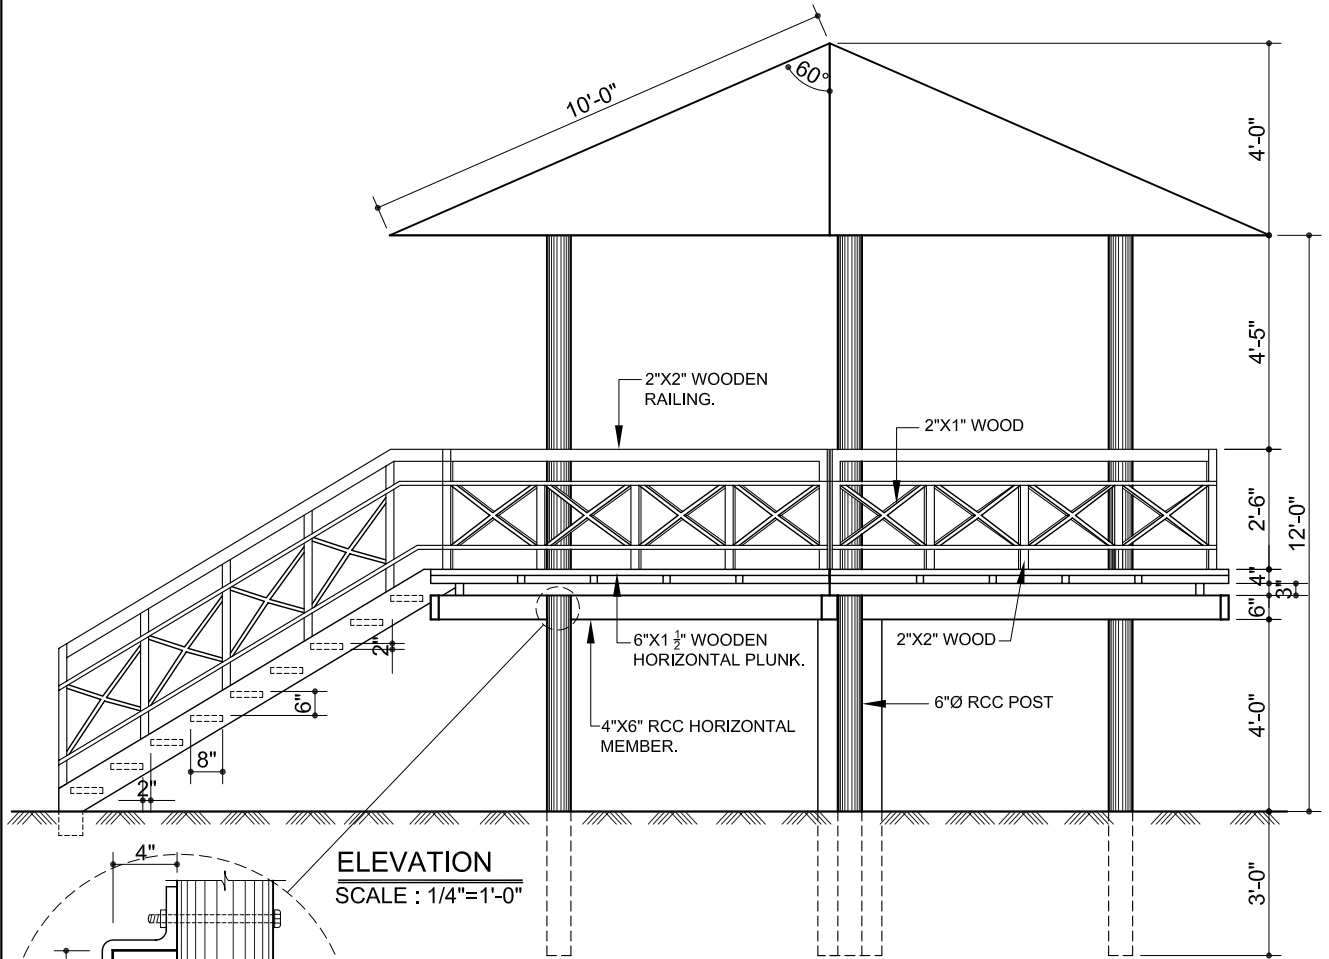 10'-0"
60°
4'-0"
4'-5"
2"X2" WOODEN
RAILING.
2"X1" WOOD
2'-6"
12'-0"
4"
3"
6"
6"X1 1/2" WOODEN
HORIZONTAL PLUNK.
2"X2" WOOD
2"
6"
8"
2"
4"X6" RCC HORIZONTAL
MEMBER.
6"Ø RCC POST
4'-0"
4"
ELEVATION
SCALE : 1/4"=1'-0"
3'-0"